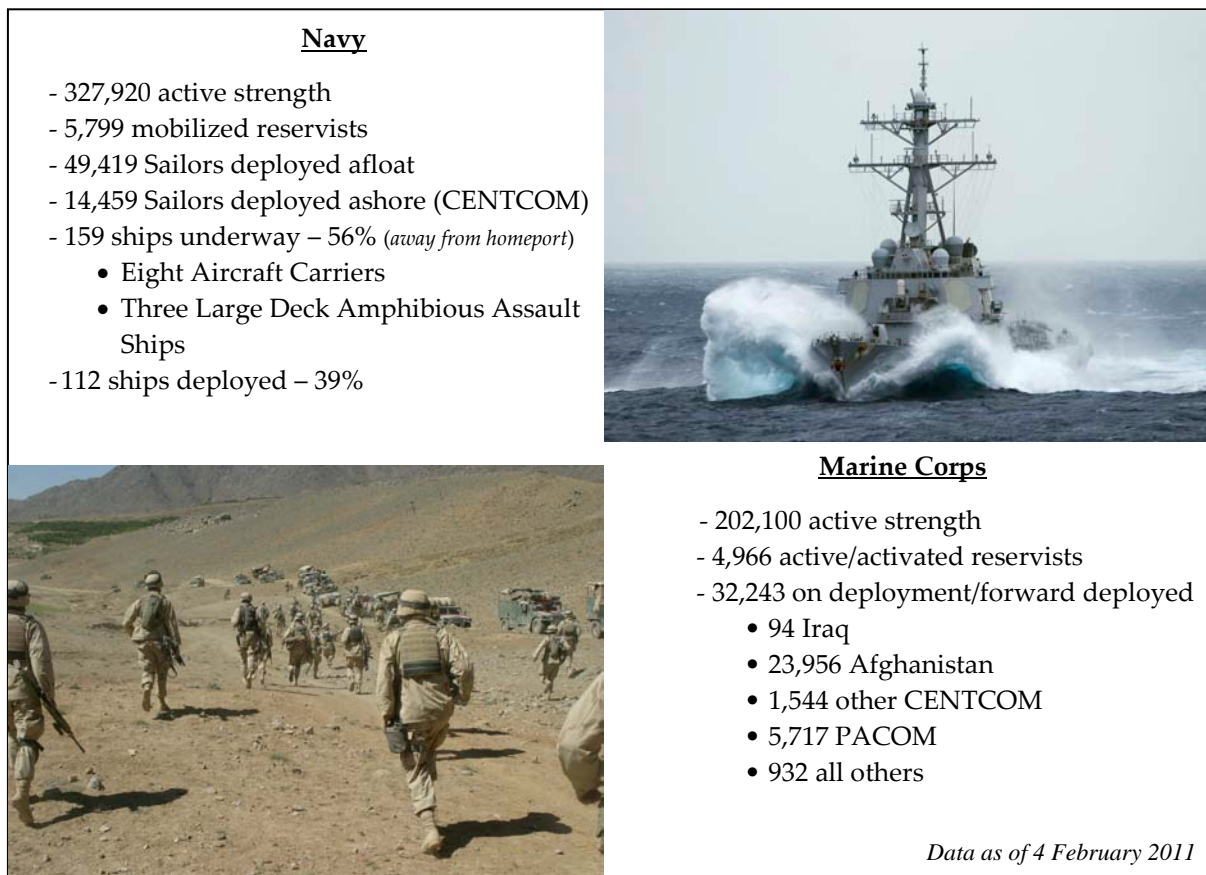 Navy
- 327,920 active strength
- 5,799 mobilized reservists
- 49,419 Sailors deployed afloat
- 14,459 Sailors deployed ashore (CENTCOM)
- 159 ships underway – 56% (away from homeport)
• Eight Aircraft Carriers
• Three Large Deck Amphibious Assault
Ships
- 112 ships deployed – 39%
Marine Corps
- 202,100 active strength
- 4,966 active/activated reservists
- 32,243 on deployment/forward deployed
• 94 Iraq
• 23,956 Afghanistan
• 1,544 other CENTCOM
• 5,717 PACOM
• 932 all others
Data as of 4 February 2011